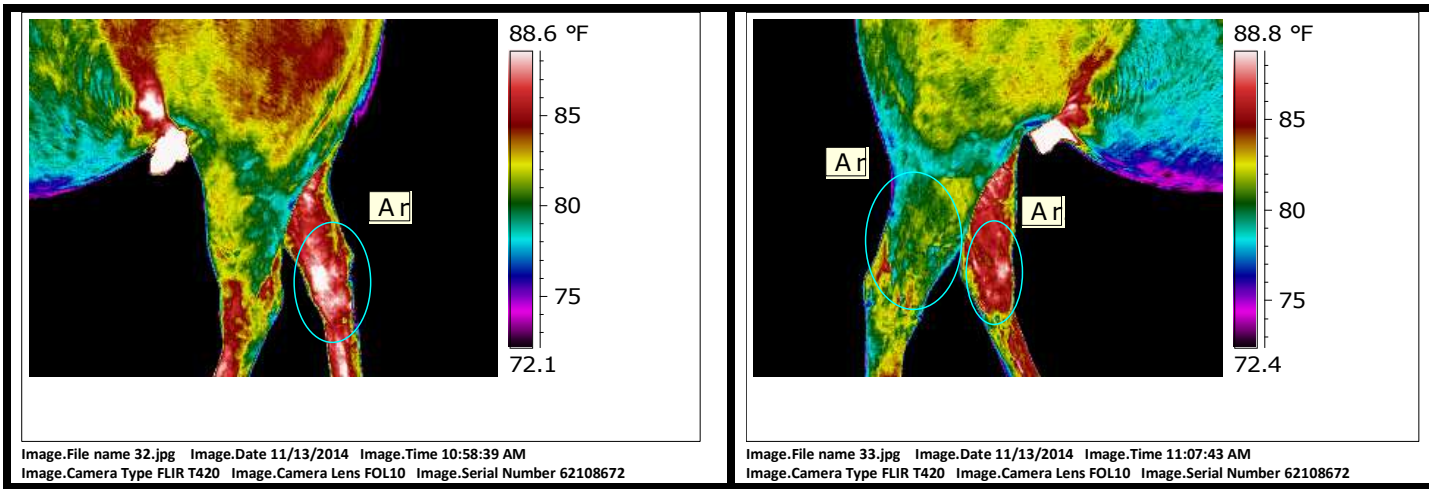 88.6 °F
85
80
75
72.1
Ar
Image.File name 32.jpg Image.Date 11/13/2014 Image.Time 10:58:39 AM
Image.Camera Type FLIR T420 Image.Camera Lens FOL10 Image.Serial Number 62108672
88.8 °F
85
80
75
72.4
Ar
Ar
Image.File name 33.jpg Image.Date 11/13/2014 Image.Time 11:07:43 AM
Image.Camera Type FLIR T420 Image.Camera Lens FOL10 Image.Serial Number 62108672